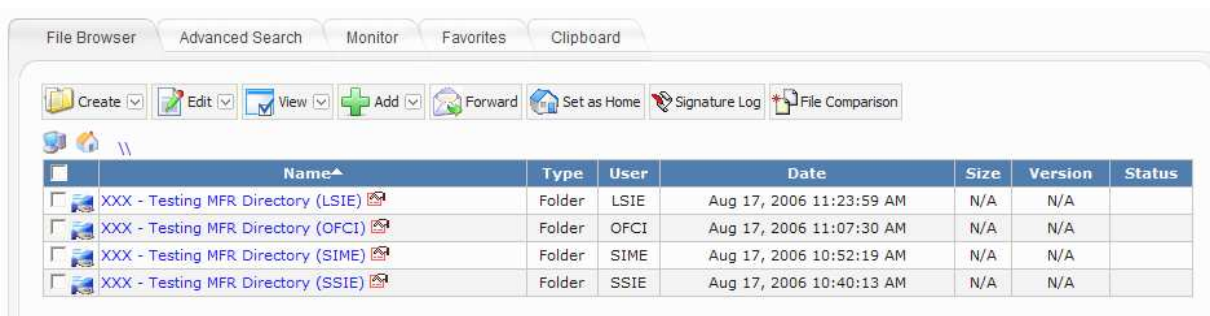 File Browser Advanced Search Monitor Favorites Clipboard
Create Edit View Add Forward Set as Home Signature Log File Comparison
\\
Name Type User Date Size Version Status
XXX - Testing MFR Directory (LSIE) Folder LSIE Aug 17, 2006 11:23:59 AM N/A N/A
XXX - Testing MFR Directory (OFCI) Folder OFCI Aug 17, 2006 11:07:30 AM N/A N/A
XXX - Testing MFR Directory (SIME) Folder SIME Aug 17, 2006 10:52:19 AM N/A N/A
XXX - Testing MFR Directory (SSIE) Folder SSIE Aug 17, 2006 10:40:13 AM N/A N/A